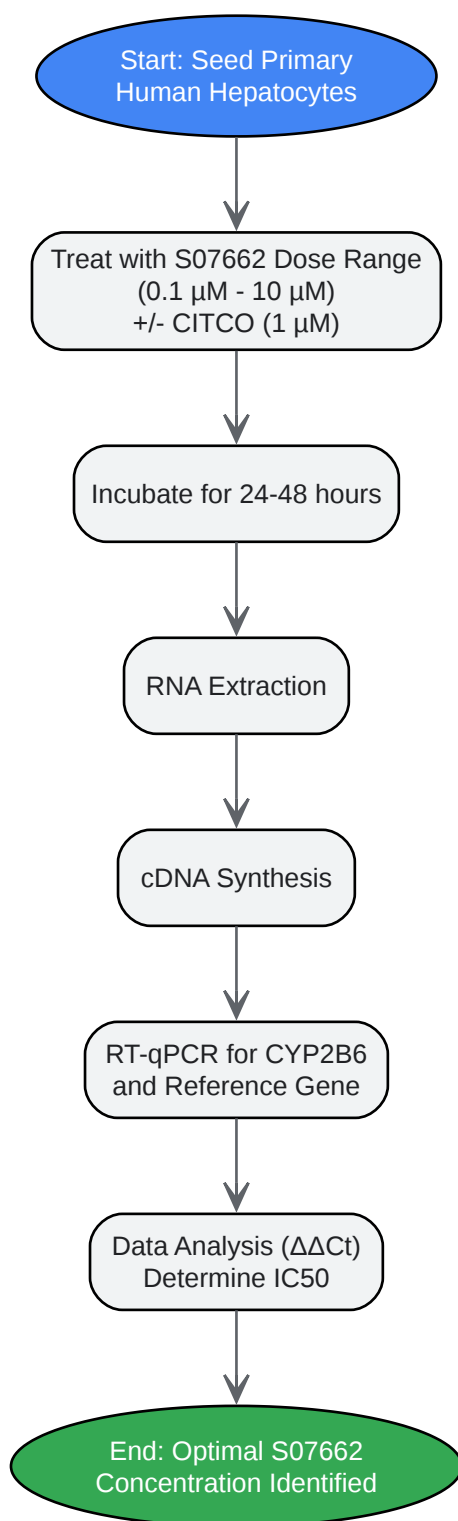 Start: Seed Primary
Human Hepatocytes
Treat with S07662 Dose Range
(0.1 µM - 10 µM)
+/- CITCO (1 µM)
Incubate for 24-48 hours
RNA Extraction
cDNA Synthesis
RT-qPCR for CYP2B6
and Reference Gene
Data Analysis (ΔΔCt)
Determine IC50
End: Optimal S07662
Concentration Identified